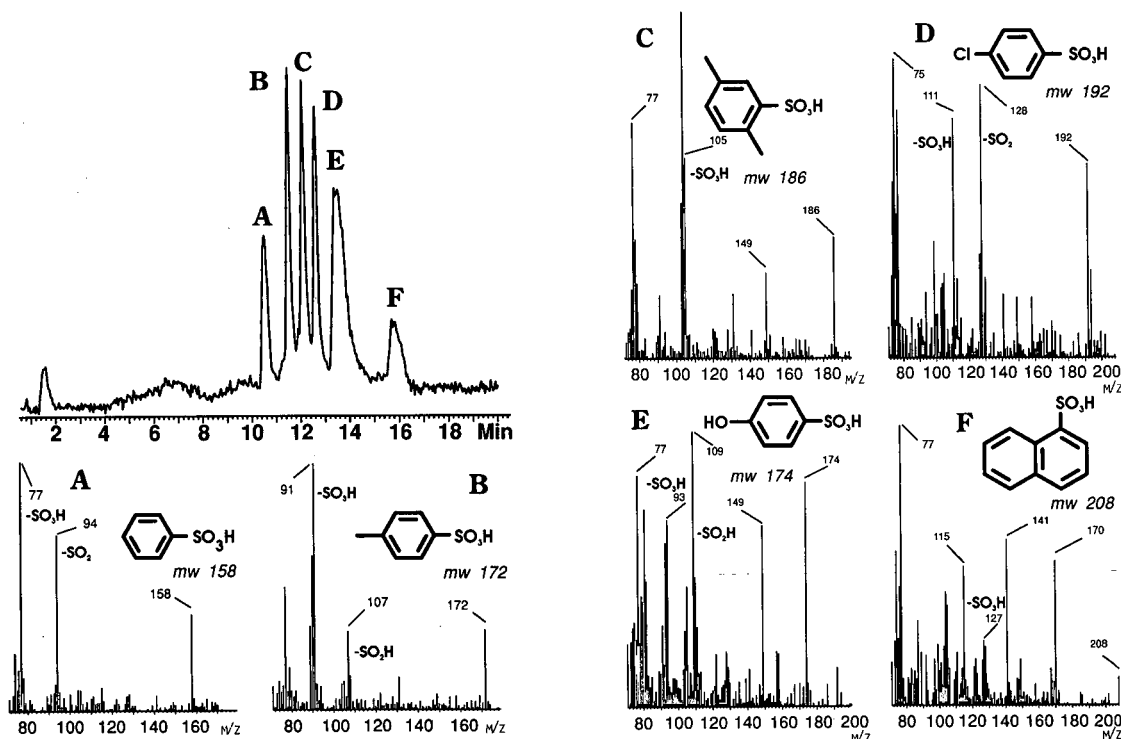 A
B
C
D
E
F
2 4 6 8 10 12 14 16 18 Min
A
77
-SO₃H
94
-SO₂
SO₃H
mw 158
158
80 100 120 140 160 M/Z
B
91
-SO₃H
107
-SO₂H
SO₃H
mw 172
172
80 100 120 140 160 M/Z
C
77
105
-SO₃H
SO₃H
mw 186
149
186
80 100 120 140 160 180 M/Z
D
75
111
-SO₃H
128
-SO₂
Cl
SO₃H
mw 192
192
80 100 120 140 160 180 200 M/Z
E
77
-SO₃H
93
109
-SO₂H
HO
SO₃H
mw 174
149
174
80 100 120 140 160 180 200 M/Z
F
77
115
-SO₃H
127
141
170
SO₃H
mw 208
208
80 100 120 140 160 180 200 M/Z